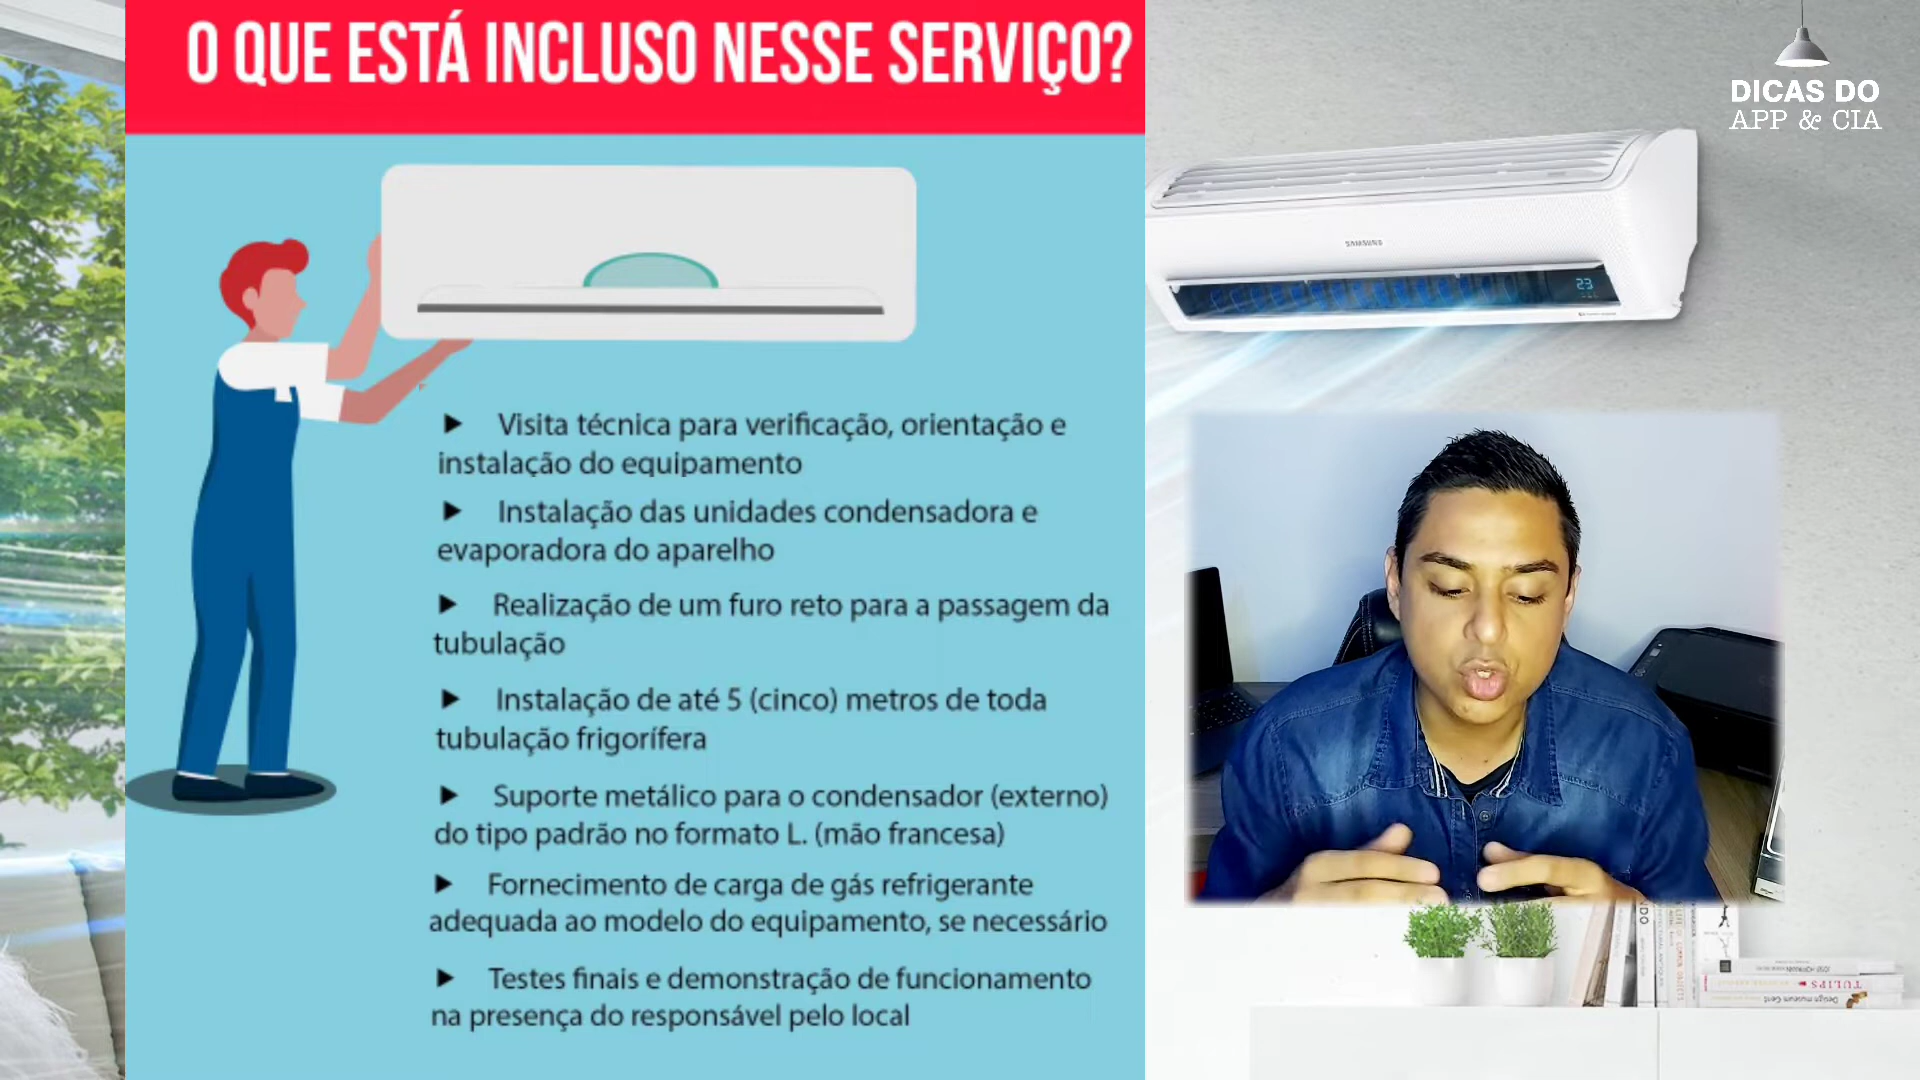 O QUE ESTÁ INCLUSO NESSE SERVIÇO?
DICAS DO
APP & CIA
SAMSUNG
23
► Visita técnica para verificação, orientação e
instalação do equipamento
► Instalação das unidades condensadora e
evaporadora do aparelho
► Realização de um furo reto para a passagem da
tubulação
► Instalação de até 5 (cinco) metros de toda
tubulação frigorífera
► Suporte metálico para o condensador (externo)
do tipo padrão no formato L. (mão francesa)
► Fornecimento de carga de gás refrigerante
adequada ao modelo do equipamento, se necessário
► Testes finais e demonstração de funcionamento
na presença do responsável pelo local
TULIPS
Design museum